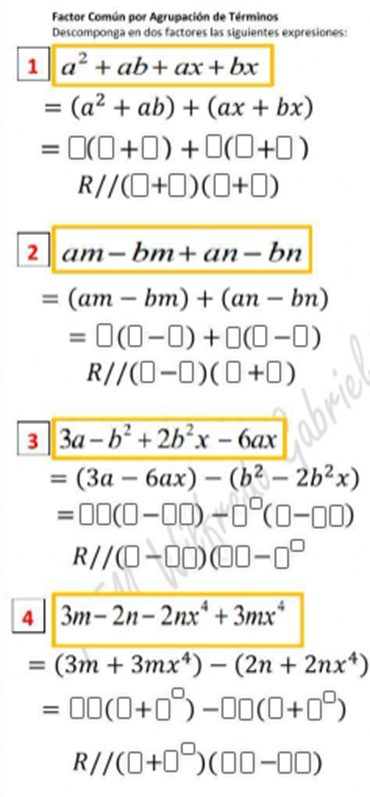 Factor Común por Agrupación de Términos
Descomponga en dos factores las siguientes expresiones:
1 a² + ab + ax + bx
= (a² + ab) + (ax + bx)
= □(□ + □) + □(□ + □)
R//(□ + □)(□ + □)
2 am − bm + an − bn
= (am − bm) + (an − bn)
= □(□ − □) + □(□ − □)
R//(□ − □)(□ + □)
3 3a − b² + 2b²x − 6ax
= (3a − 6ax) − (b² − 2b²x)
= □□(□ − □□) − □^□(□ − □□)
R//(□ − □□)(□□ − □^□
4 3m − 2n − 2nx⁴ + 3mx⁴
= (3m + 3mx⁴) − (2n + 2nx⁴)
= □□(□ + □^□) − □□(□ + □^□)
R//(□ + □^□)(□□ − □□)
Wilfredo Gabriel